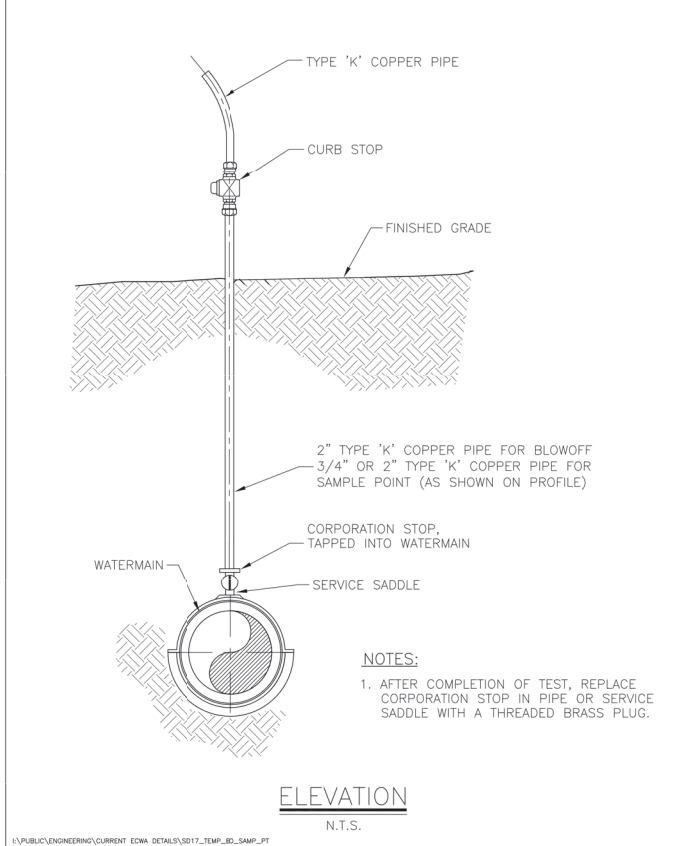 TYPE 'K' COPPER PIPE
CURB STOP
FINISHED GRADE
2" TYPE 'K' COPPER PIPE FOR BLOWOFF
3/4" OR 2" TYPE 'K' COPPER PIPE FOR
SAMPLE POINT (AS SHOWN ON PROFILE)
CORPORATION STOP,
TAPPED INTO WATERMAIN
WATERMAIN
SERVICE SADDLE
NOTES:
1. AFTER COMPLETION OF TEST, REPLACE
CORPORATION STOP IN PIPE OR SERVICE
SADDLE WITH A THREADED BRASS PLUG.
ELEVATION
N.T.S.
I:\PUBLIC\ENGINEERING\CURRENT ECWA DETAILS\SD17_TEMP_BO_SAMP_PT